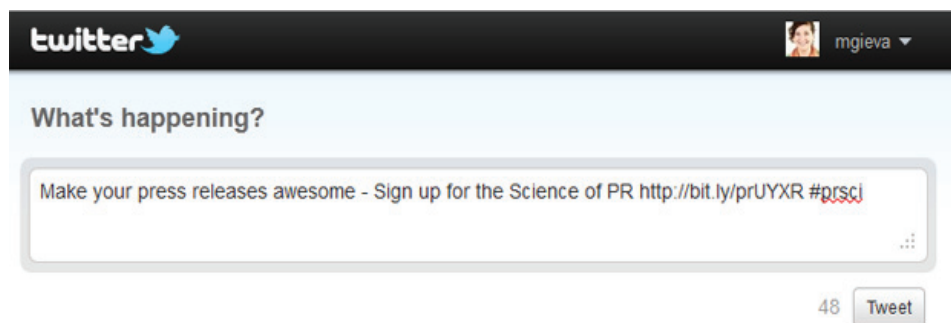 twitter
mgieva
What's happening?
Make your press releases awesome - Sign up for the Science of PR http://bit.ly/prUYXR #prsci
48 Tweet